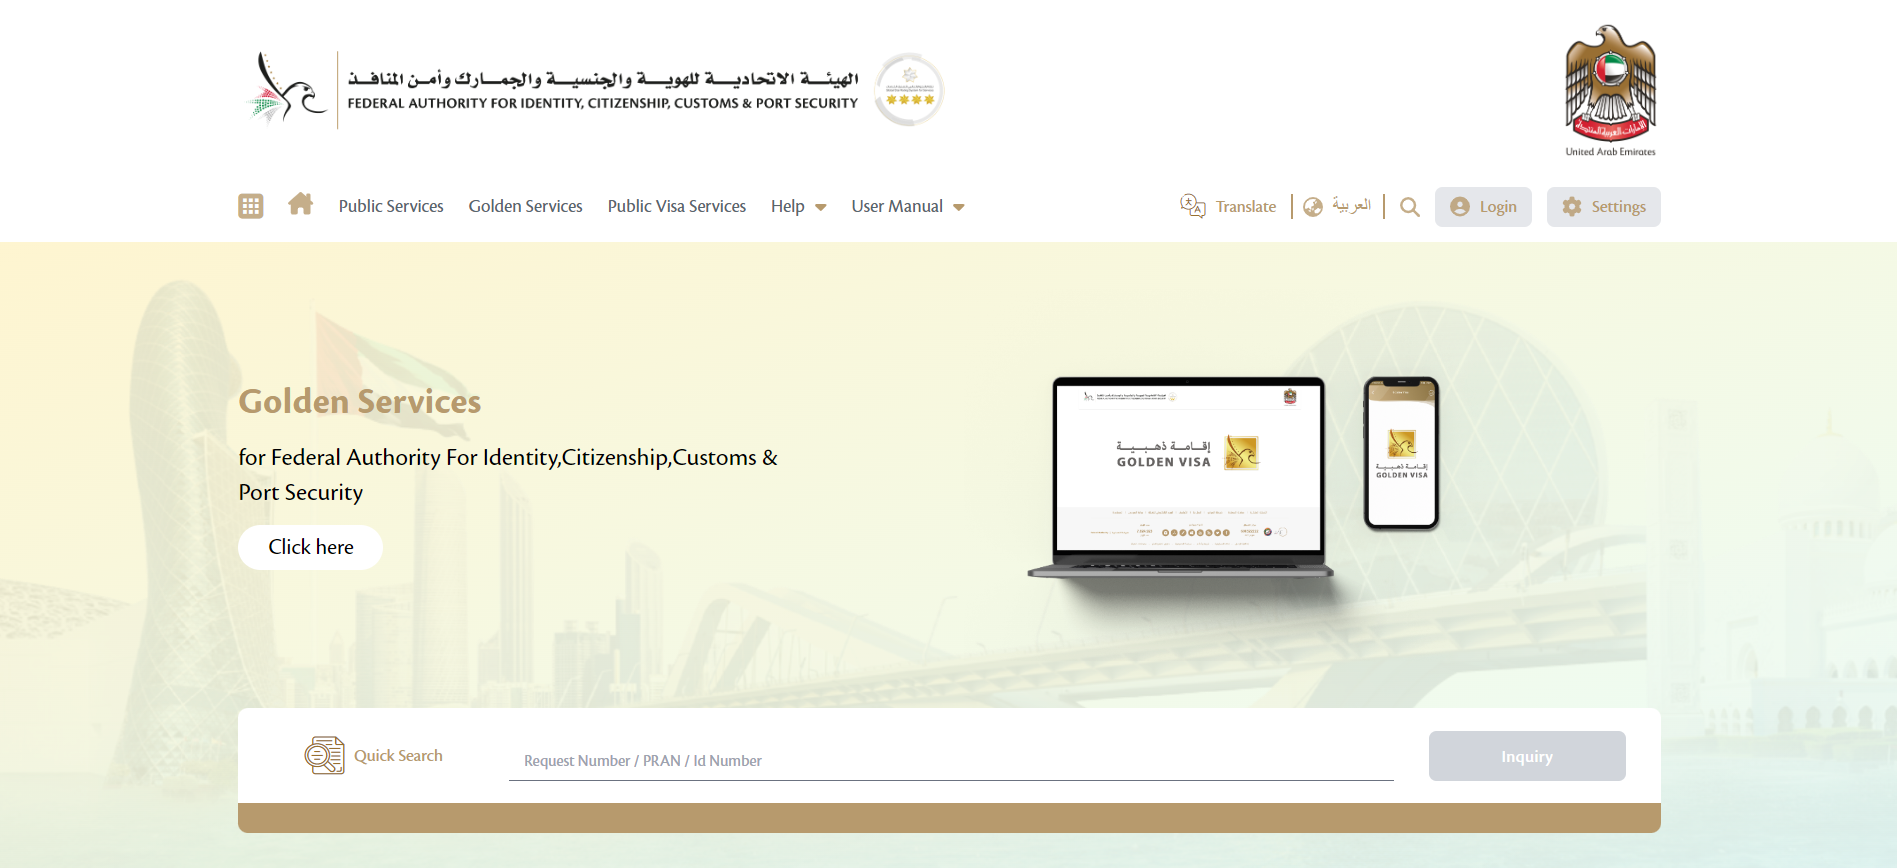 الهيئة الاتحادية للهوية والجنسية والجمارك وأمن المنافذ
FEDERAL AUTHORITY FOR IDENTITY, CITIZENSHIP, CUSTOMS & PORT SECURITY
الإمارات العربية المتحدة
United Arab Emirates
Public Services
Golden Services
Public Visa Services
Help
User Manual
Translate
العربية
Login
Settings
Golden Services
for Federal Authority For Identity,Citizenship,Customs &
Port Security
Click here
إقامة ذهبية
GOLDEN VISA
إقامة ذهبية
GOLDEN VISA
Quick Search
Request Number / PRAN / Id Number
Inquiry